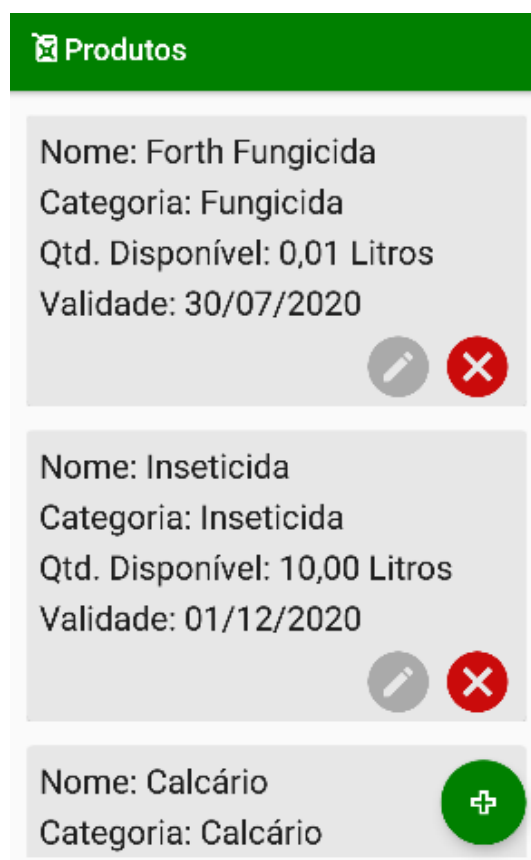 Produtos
Nome: Forth Fungicida
Categoria: Fungicida
Qtd. Disponível: 0,01 Litros
Validade: 30/07/2020
Nome: Inseticida
Categoria: Inseticida
Qtd. Disponível: 10,00 Litros
Validade: 01/12/2020
Nome: Calcário
Categoria: Calcário